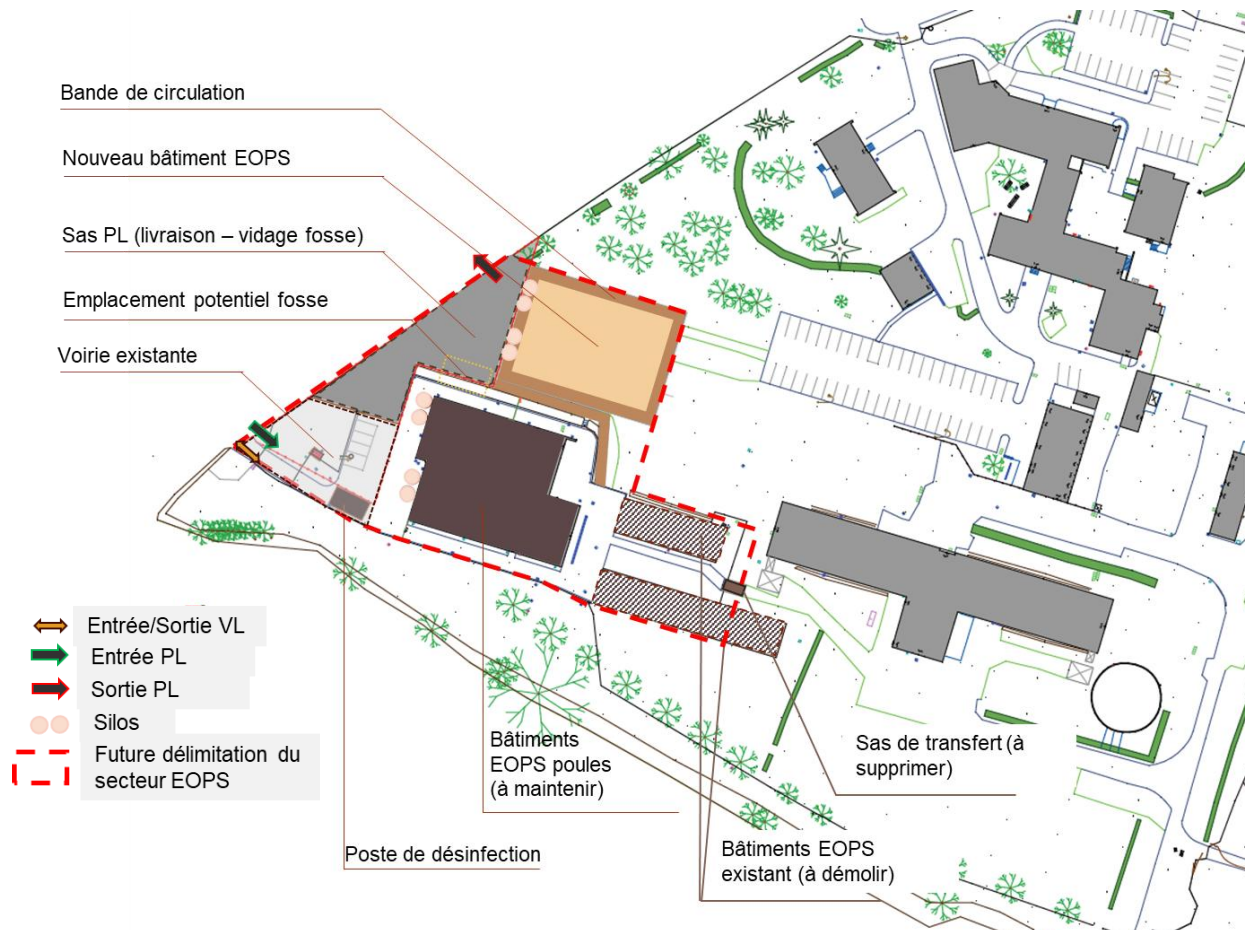 Bande de circulation
Nouveau bâtiment EOPS
Sas PL (livraison – vidage fosse)
Emplacement potentiel fosse
Voirie existante
Entrée/Sortie VL
Entrée PL
Sortie PL
Silos
Future délimitation du
secteur EOPS
Poste de désinfection
Bâtiments
EOPS poules
(à maintenir)
Sas de transfert (à
supprimer)
Bâtiments EOPS
existant (à démolir)